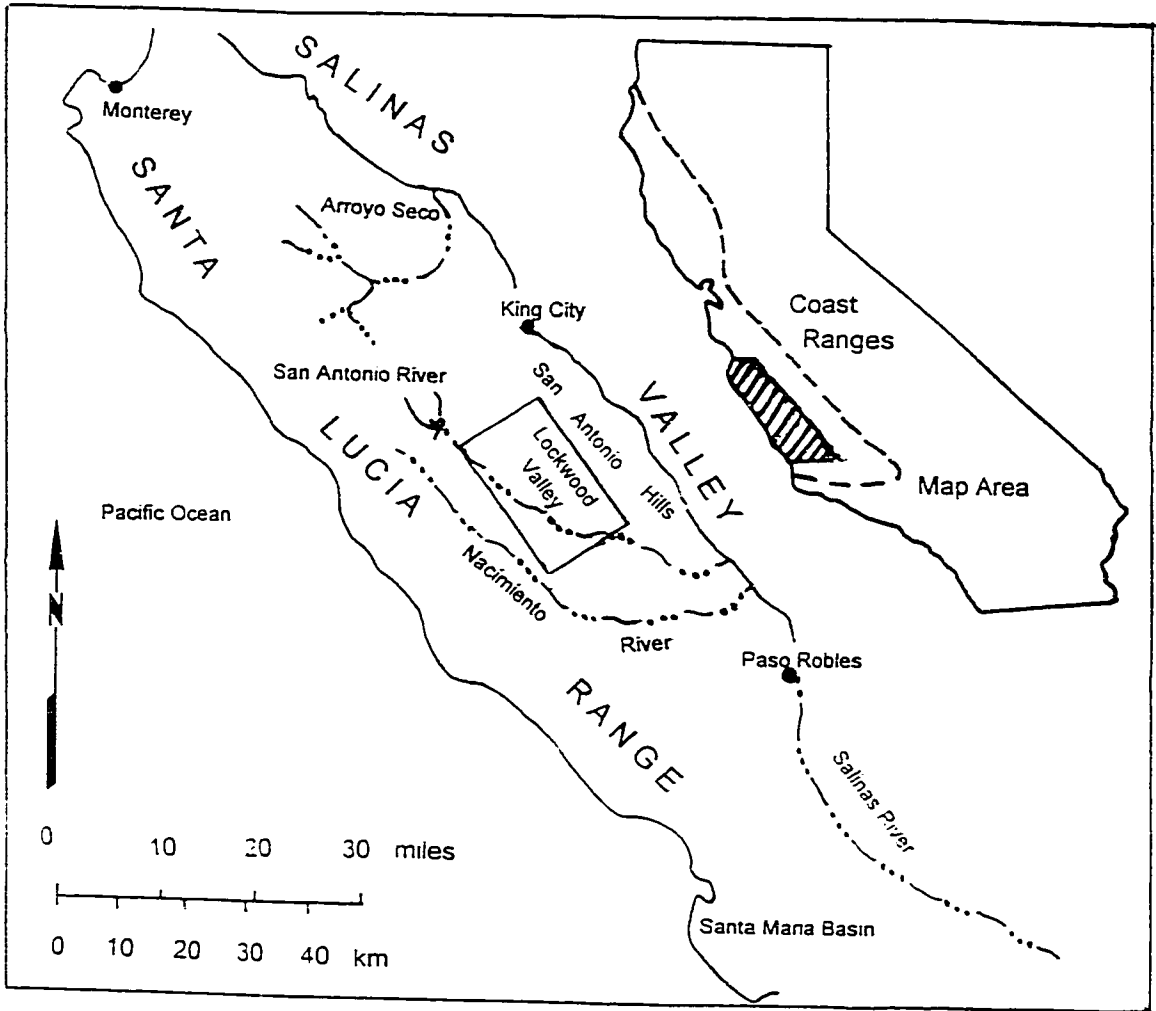 SALINAS
VALLEY
Monterey
SANTA
LUCIA
RANGE
Arroyo Seco
King City
San Antonio River
San
Antonio
Hills
Lockwood
Valley
Coast
Ranges
Map Area
Pacific Ocean
N
Nacimiento
River
Paso Robles
Salinas River
Santa Maria Basin
0 10 20 30 miles
0 10 20 30 40 km